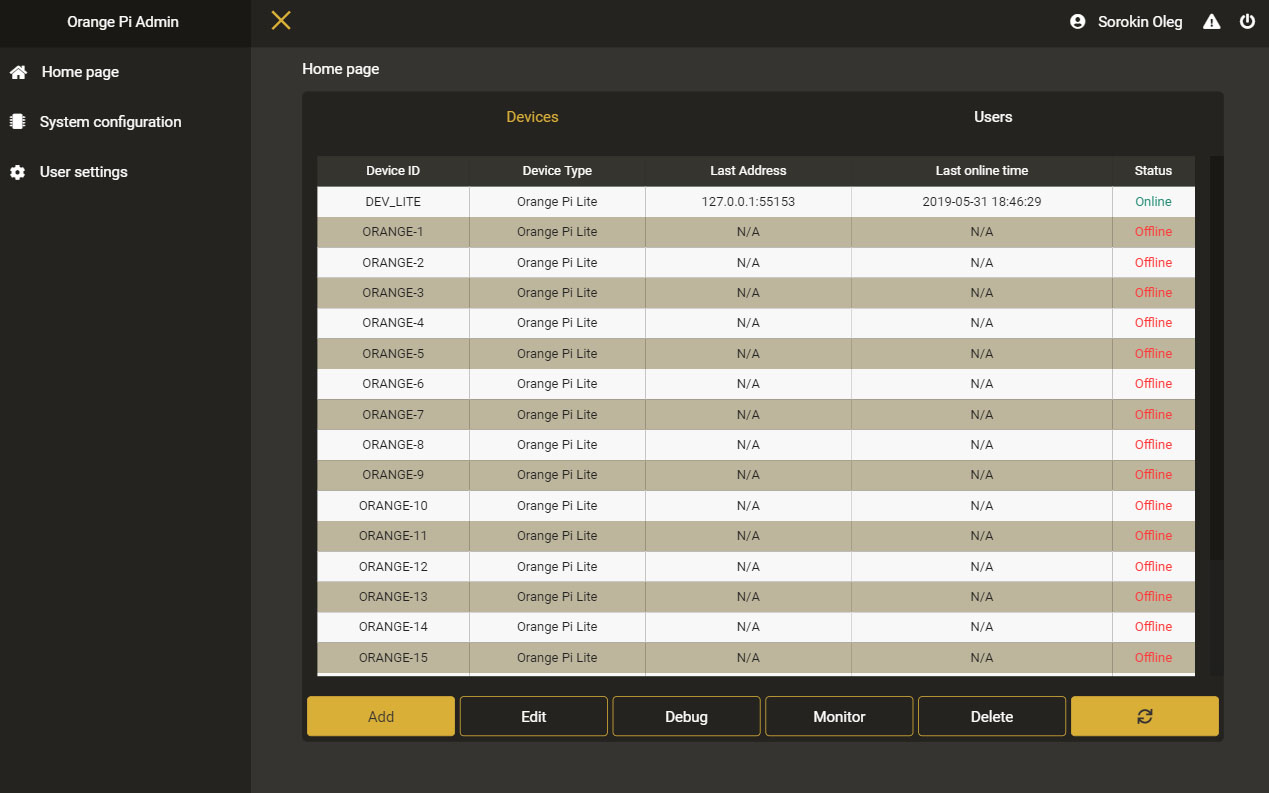 Orange Pi Admin
Sorokin Oleg
Home page
System configuration
User settings
Home page
Devices Users
Device ID Device Type Last Address Last online time Status
DEV_LITE Orange Pi Lite 127.0.0.1:55153 2019-05-31 18:46:29 Online
ORANGE-1 Orange Pi Lite N/A N/A Offline
ORANGE-2 Orange Pi Lite N/A N/A Offline
ORANGE-3 Orange Pi Lite N/A N/A Offline
ORANGE-4 Orange Pi Lite N/A N/A Offline
ORANGE-5 Orange Pi Lite N/A N/A Offline
ORANGE-6 Orange Pi Lite N/A N/A Offline
ORANGE-7 Orange Pi Lite N/A N/A Offline
ORANGE-8 Orange Pi Lite N/A N/A Offline
ORANGE-9 Orange Pi Lite N/A N/A Offline
ORANGE-10 Orange Pi Lite N/A N/A Offline
ORANGE-11 Orange Pi Lite N/A N/A Offline
ORANGE-12 Orange Pi Lite N/A N/A Offline
ORANGE-13 Orange Pi Lite N/A N/A Offline
ORANGE-14 Orange Pi Lite N/A N/A Offline
ORANGE-15 Orange Pi Lite N/A N/A Offline
Add Edit Debug Monitor Delete